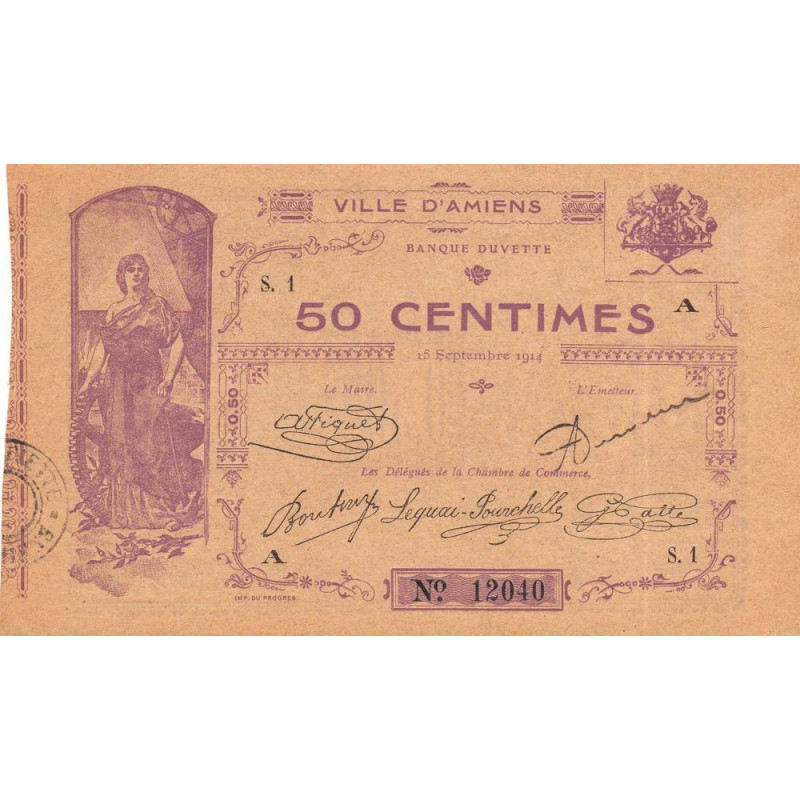 VILLE D'AMIENS
BANQUE DUVETTE
S. 1
50 CENTIMES
A
15 Septembre 1914
Le Maire.
L'Emetteur.
0.50
0.50
Les Délégués de la Chambre de Commerce,
Lequai-Pourchelle
A
S. 1
No. 12040
IMP. DU PROGRES